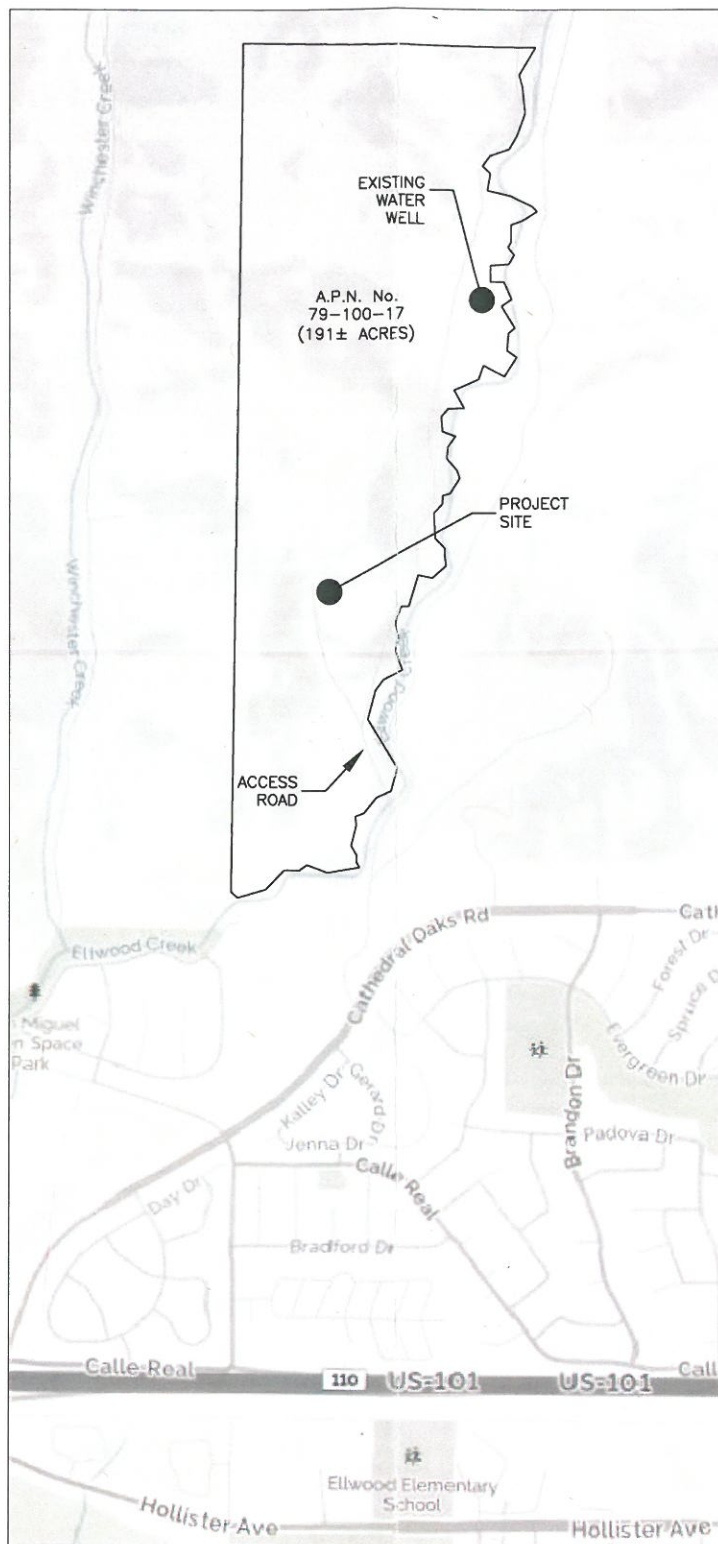 Winchester Creek
EXISTING
WATER
WELL
A.P.N. No.
79-100-17
(191± ACRES)
PROJECT
SITE
Winchester Creek
Ellwood Creek
ACCESS
ROAD
Cathedral Oaks Rd
Ellwood Creek
Forest Dr
Miguel
Space
Park
Kalley Dr
Gerard Dr
Evergreen Dr
Brandon Dr
Jenna Dr
Padova Dr
Calle Real
Day Dr
Bradford Dr
Calle Real
110
US-101
US-101
Ellwood Elementary
School
Hollister Ave
Hollister Ave